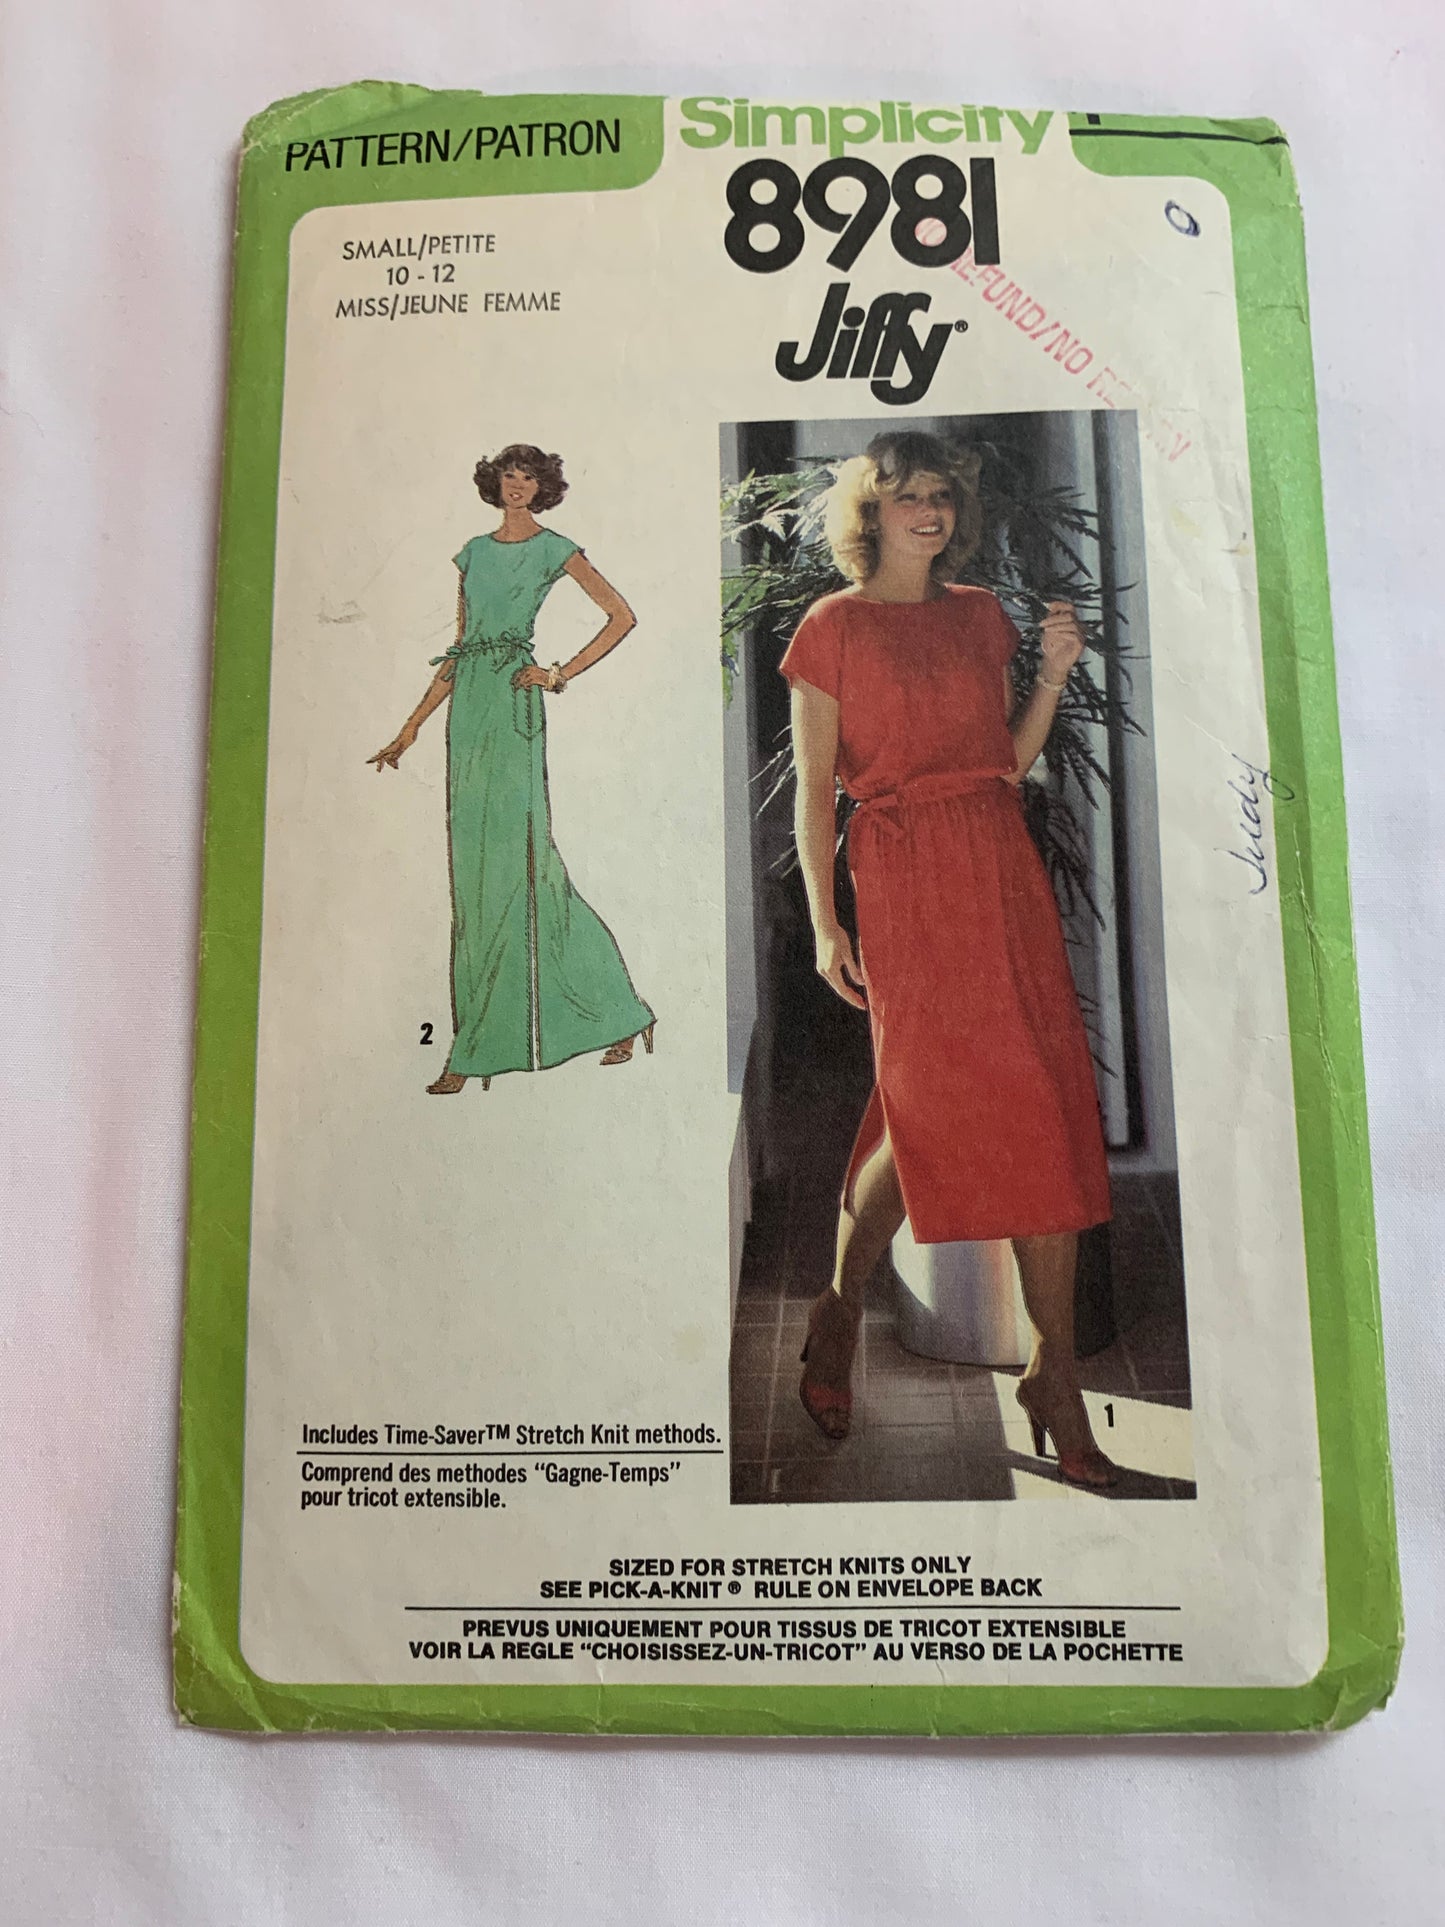 PATTERN/PATRON
Simplicity
8981
Jiffy®
SMALL/PETITE
10 - 12
MISS/JEUNE FEMME
NO REFUND/NO
Judy
2
1
Includes Time-Saver™ Stretch Knit methods.
Comprend des methodes "Gagne-Temps"
pour tricot extensible.
SIZED FOR STRETCH KNITS ONLY
SEE PICK-A-KNIT ® RULE ON ENVELOPE BACK
PREVUS UNIQUEMENT POUR TISSUS DE TRICOT EXTENSIBLE
VOIR LA REGLE "CHOISISSEZ-UN-TRICOT" AU VERSO DE LA POCHETTE